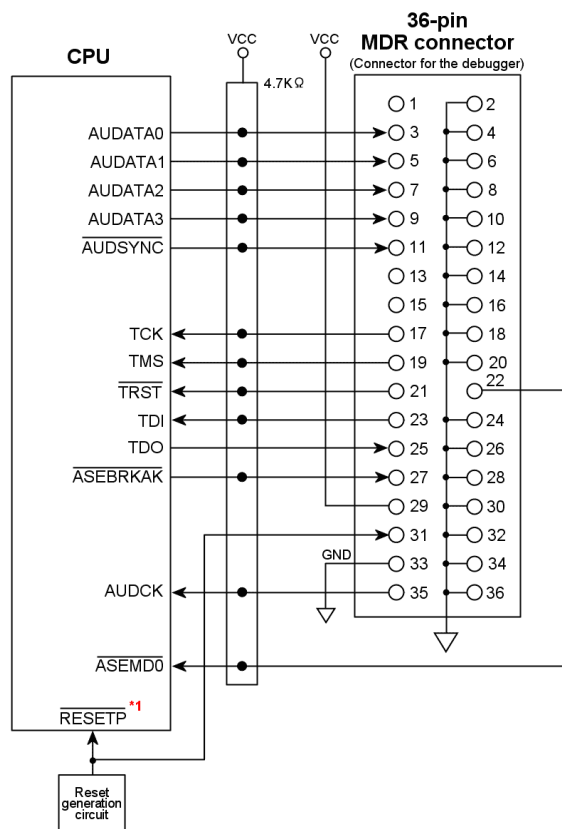 36-pin
MDR connector
(Connector for the debugger)
CPU
VCC
VCC
4.7KΩ
1
2
AUDATA0
3
4
AUDATA1
5
6
AUDATA2
7
8
AUDATA3
9
10
AUDSYNC
11
12
13
14
15
16
TCK
17
18
TMS
19
20
TRST
21
22
TDI
23
24
TDO
25
26
ASEBRKAK
27
28
29
30
31
32
GND
33
34
AUDCK
35
36
ASEMD0
RESETP *1
Reset
generation
circuit